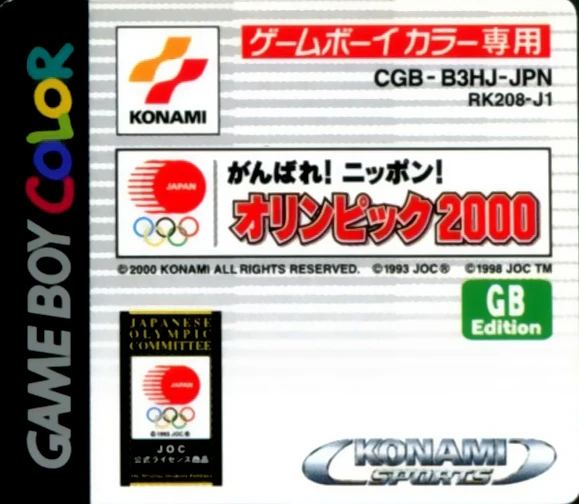 GAME BOY COLOR
KONAMI
ゲームボーイカラー専用
CGB-B3HJ-JPN
RK208-J1
JAPAN
がんばれ!ニッポン!
オリンピック2000
©2000 KONAMI ALL RIGHTS RESERVED. ©1993 JOC® ©1998 JOC TM
GB
Edition
JAPANESE
OLYMPIC
COMMITTEE
JAPAN
©1993 JOC®
JOC
公式ライセンス商品
KONAMI
SPORTS